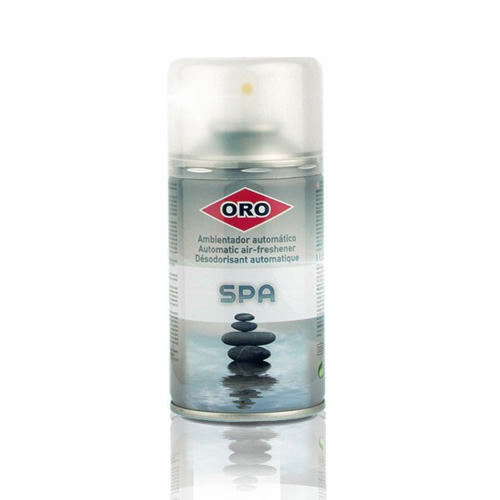 ORO
Ambientador automático
Automatic air-freshener
Désodorisant automatique
SPA